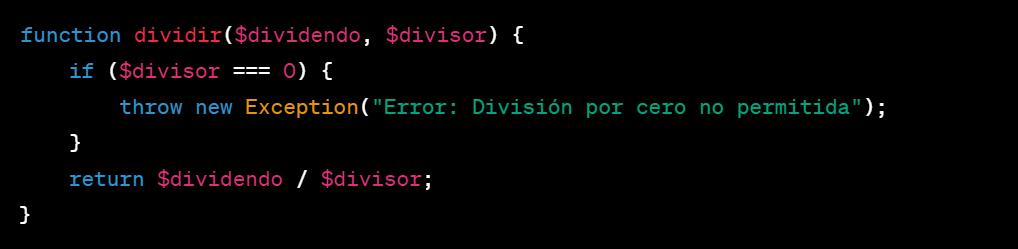 function dividir($dividendo, $divisor) {
    if ($divisor === 0) {
        throw new Exception("Error: División por cero no permitida");
    }
    return $dividendo / $divisor;
}